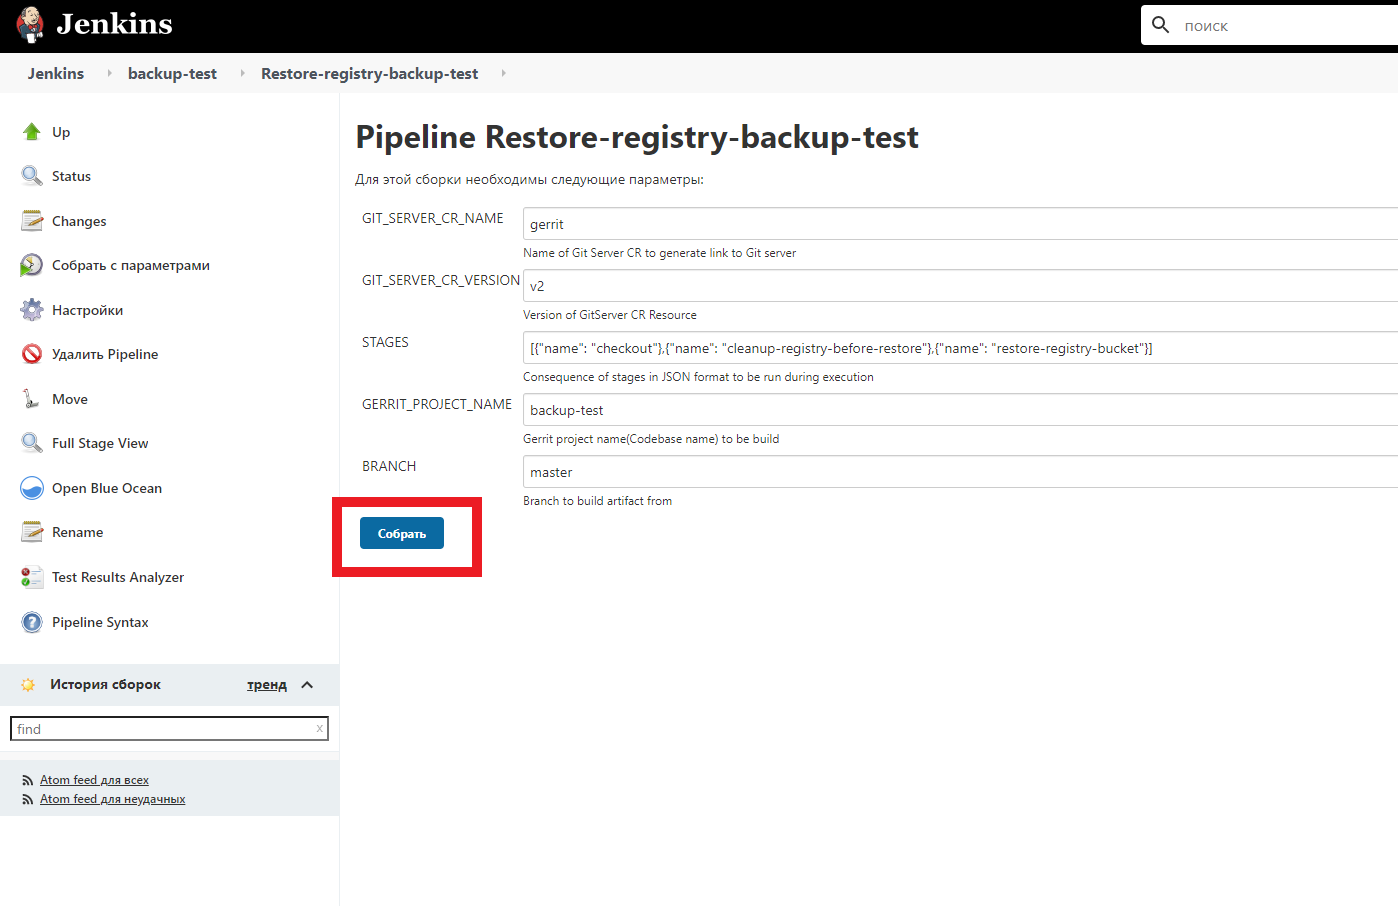 Jenkins
поиск
Jenkins
backup-test
Restore-registry-backup-test
Up
Status
Changes
Собрать с параметрами
Настройки
Удалить Pipeline
Move
Full Stage View
Open Blue Ocean
Rename
Test Results Analyzer
Pipeline Syntax
История сборок
тренд
find
x
Atom feed для всех
Atom feed для неудачных
Pipeline Restore-registry-backup-test
Для этой сборки необходимы следующие параметры:
GIT_SERVER_CR_NAME
gerrit
Name of Git Server CR to generate link to Git server
GIT_SERVER_CR_VERSION
v2
Version of GitServer CR Resource
STAGES
[{"name": "checkout"},{"name": "cleanup-registry-before-restore"},{"name": "restore-registry-bucket"}]
Consequence of stages in JSON format to be run during execution
GERRIT_PROJECT_NAME
backup-test
Gerrit project name(Codebase name) to be build
BRANCH
master
Branch to build artifact from
Собрать